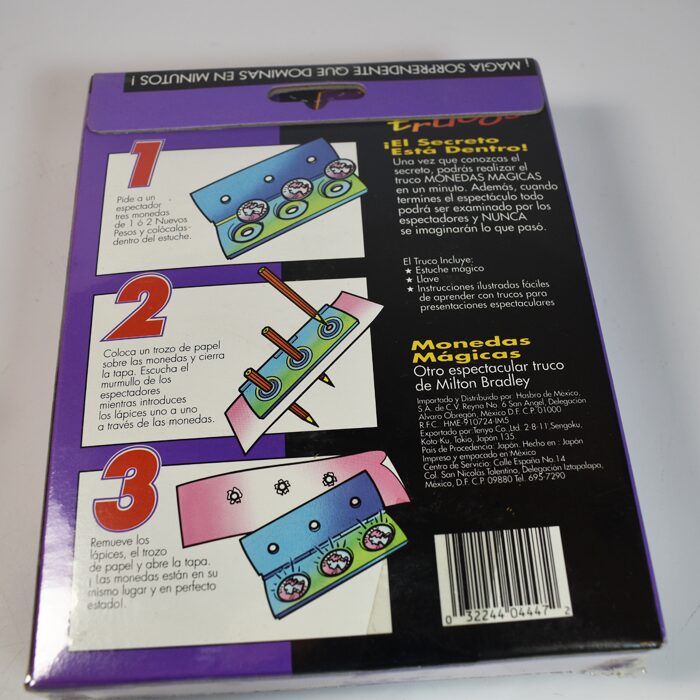 ¡ MAGIA SORPRENDENTE QUE DOMINAS EN MINUTOS !
trucos
1
Pide a un
espectador
tres monedas
de 1 ó 2 Nuevos
Pesos y colócalas
dentro del estuche.
2
Coloca un trozo de papel
sobre las monedas y cierra
la tapa. Escucha el
murmullo de los
espectadores
mientras introduces
los lápices uno a uno
a través de las monedas.
3
Remueve los
lápices, el trozo
de papel y abre la tapa.
¡ Las monedas están en su
mismo lugar y en perfecto
estado!.
¡El Secreto
Está Dentro!
Una vez que conozcas el
secreto, podrás realizar el
truco MONEDAS MAGICAS
en un minuto. Además, cuando
termines el espectáculo todo
podrá ser examinado por los
espectadores y NUNCA
se imaginarán lo que pasó.
El Truco Incluye:
★ Estuche mágico
★ Llave
★ Instrucciones ilustradas fáciles
de aprender con trucos para
presentaciones espectaculares
Monedas
Mágicas
Otro espectacular truco
de Milton Bradley
Importado y Distribuido por: Hasbro de México,
S.A. de C.V. Reyna No. 6 San Angel, Delegación
Alvaro Obregon, México D.F. C.P. 01000
R.F.C. HME-910724-IM5
Exportado por:Tenyo Co., Ltd. 2-8-11,Sengoku,
Koto-Ku, Tokio, Japón 135.
País de Procedencia: Japón. Hecho en : Japón
Impreso y empacado en México
Centro de Servicio: Calle España No.14
Col. San Nicolás Tolentino, Delegación Iztapalapa,
México, D.F. C.P. 09880 Tel. 695-7290
0 32244 04447 2